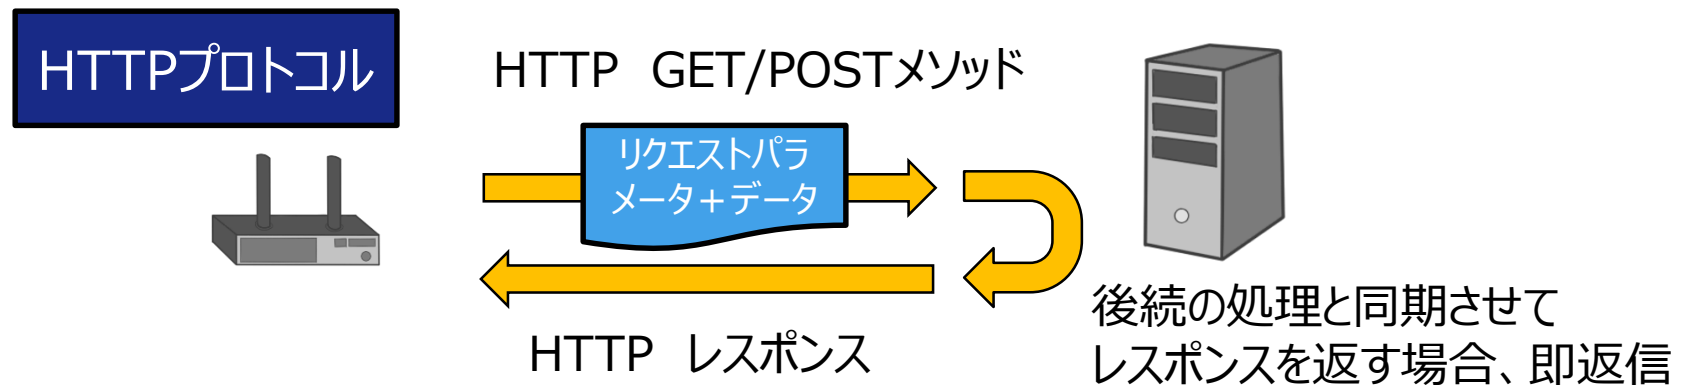 HTTPプロトコル
HTTP GET/POSTメソッド
リクエストパラ
メータ+データ
HTTP レスポンス
後続の処理と同期させて
レスポンスを返す場合、即返信